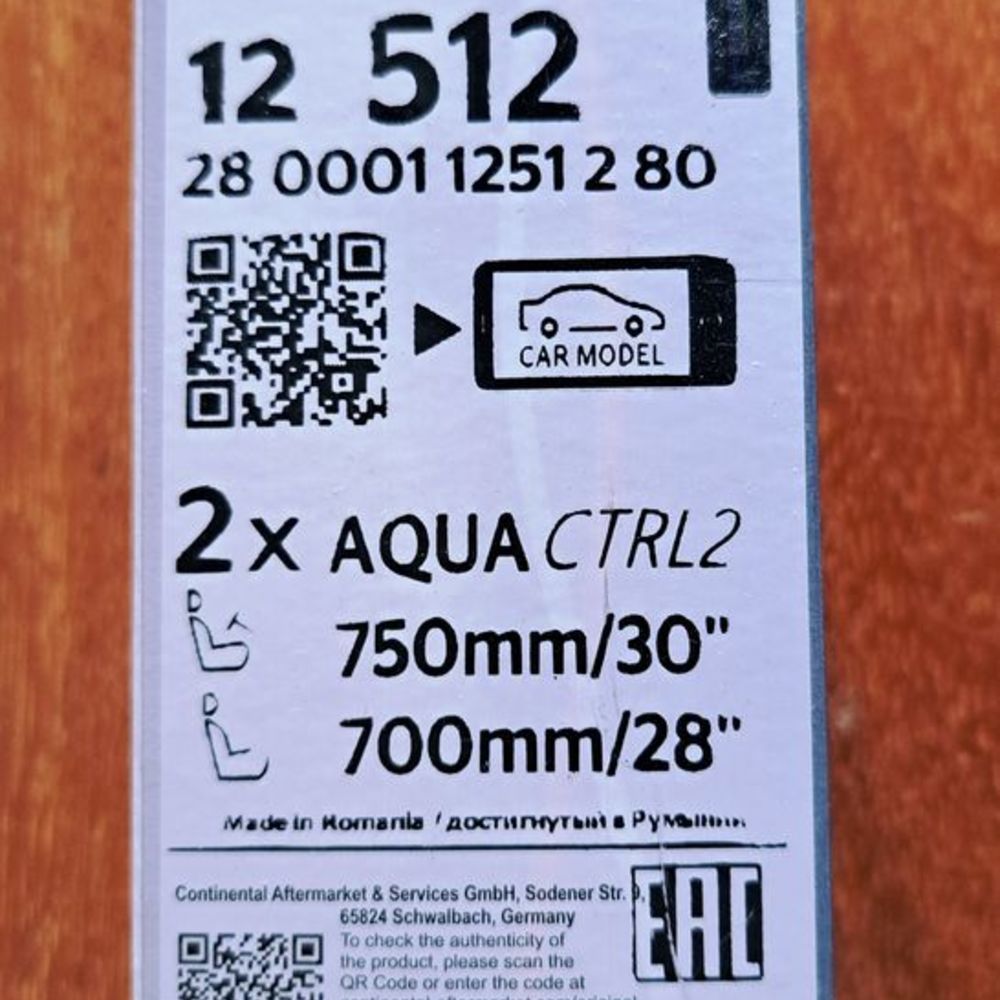 12 512
28 0001 1251 2 80
CAR MODEL
2x AQUA CTRL2
750mm/30"
700mm/28"
Made in Romania / достигнутый в Румынии.
Continental Aftermarket & Services GmbH, Sodener Str. 9,
65824 Schwalbach, Germany
EAC
To check the authenticity of
the product, please scan the
QR Code or enter the code at